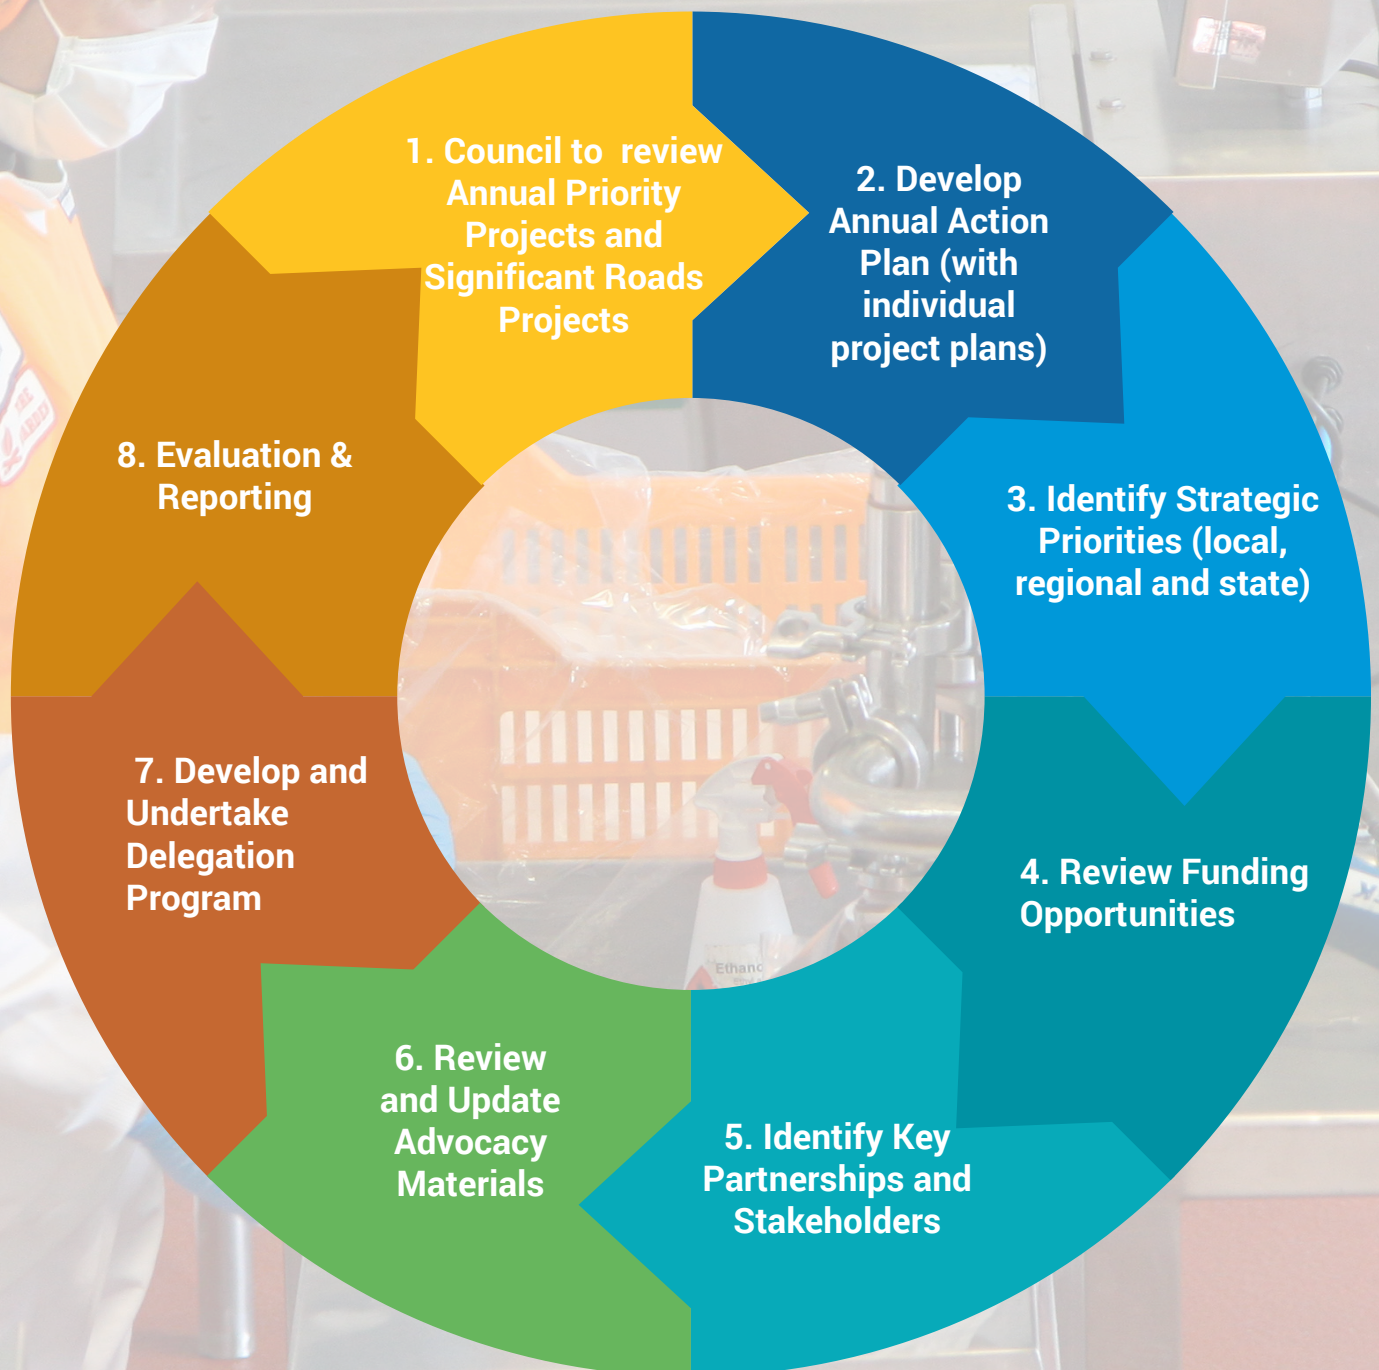 1. Council to review
Annual Priority
Projects and
Significant Roads
Projects
2. Develop
Annual Action
Plan (with
individual
project plans)
3. Identify Strategic
Priorities (local,
regional and state)
4. Review Funding
Opportunities
5. Identify Key
Partnerships and
Stakeholders
6. Review
and Update
Advocacy
Materials
7. Develop and
Undertake
Delegation
Program
8. Evaluation &
Reporting